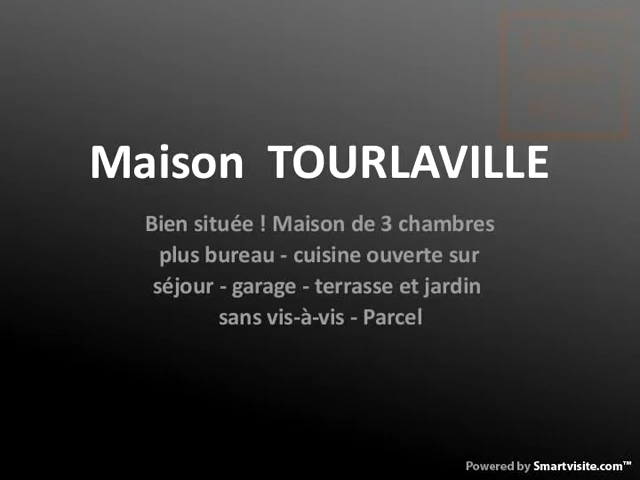 Maison  TOURLAVILLE
Bien située ! Maison de 3 chambres
plus bureau - cuisine ouverte sur
séjour - garage - terrasse et jardin
sans vis-à-vis - Parcel
Powered by Smartvisite.com™